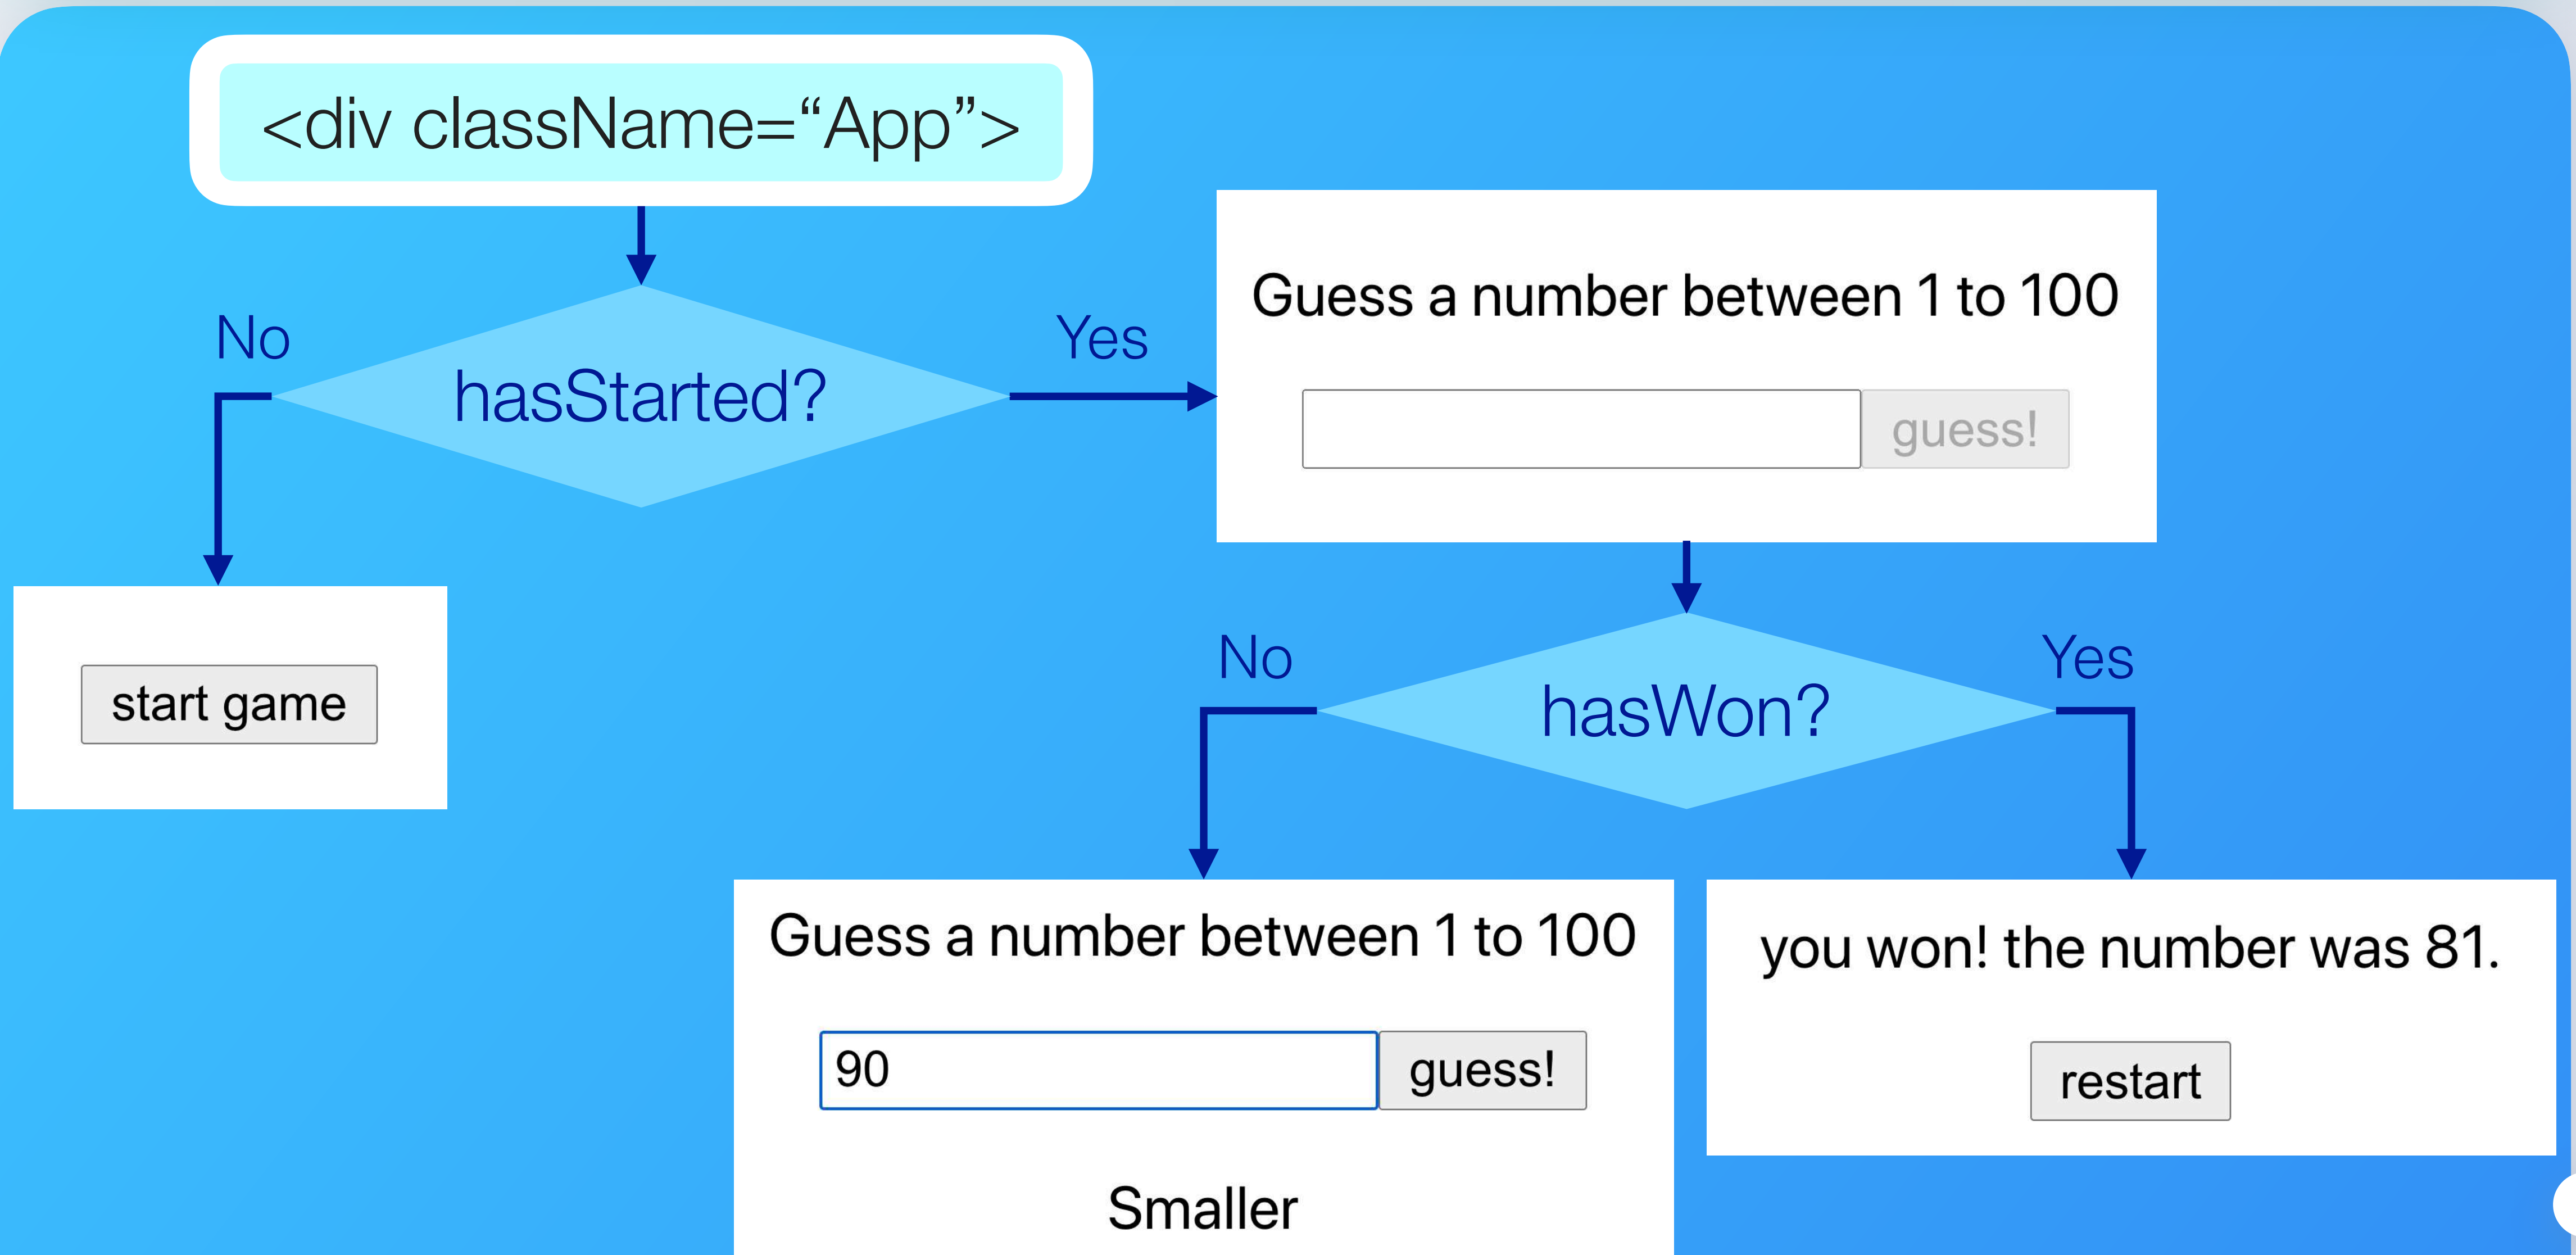 <div className=“App”>
No
hasStarted?
Yes
Guess a number between 1 to 100
guess!
start game
No
hasWon?
Yes
Guess a number between 1 to 100
90
guess!
Smaller
you won! the number was 81.
restart